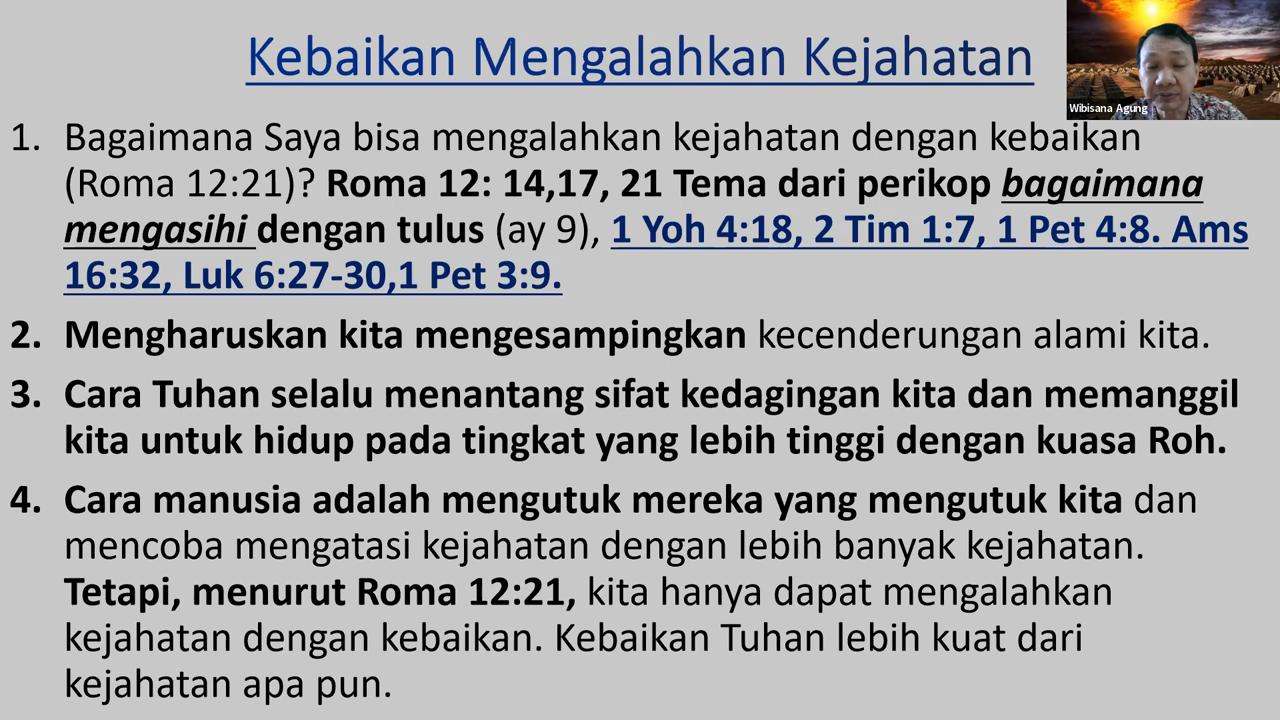 Kebaikan Mengalahkan Kejahatan
Wibisana Agung
1. Bagaimana Saya bisa mengalahkan kejahatan dengan kebaikan
(Roma 12:21)? Roma 12: 14,17, 21 Tema dari perikop bagaimana
mengasihi dengan tulus (ay 9), 1 Yoh 4:18, 2 Tim 1:7, 1 Pet 4:8. Ams
16:32, Luk 6:27-30,1 Pet 3:9.
2. Mengharuskan kita mengesampingkan kecenderungan alami kita.
3. Cara Tuhan selalu menantang sifat kedagingan kita dan memanggil
kita untuk hidup pada tingkat yang lebih tinggi dengan kuasa Roh.
4. Cara manusia adalah mengutuk mereka yang mengutuk kita dan
mencoba mengatasi kejahatan dengan lebih banyak kejahatan.
Tetapi, menurut Roma 12:21, kita hanya dapat mengalahkan
kejahatan dengan kebaikan. Kebaikan Tuhan lebih kuat dari
kejahatan apa pun.